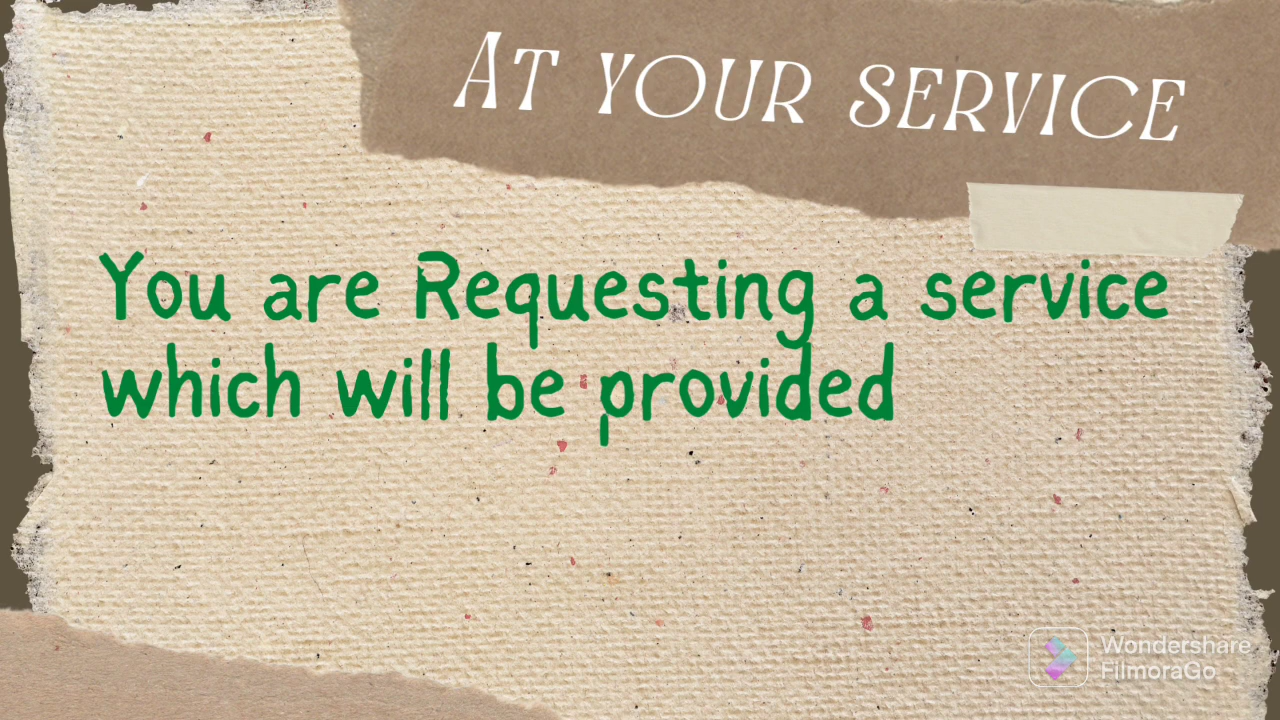 At your service
You are Requesting a service
which will be provided
Wondershare
FilmoraGo